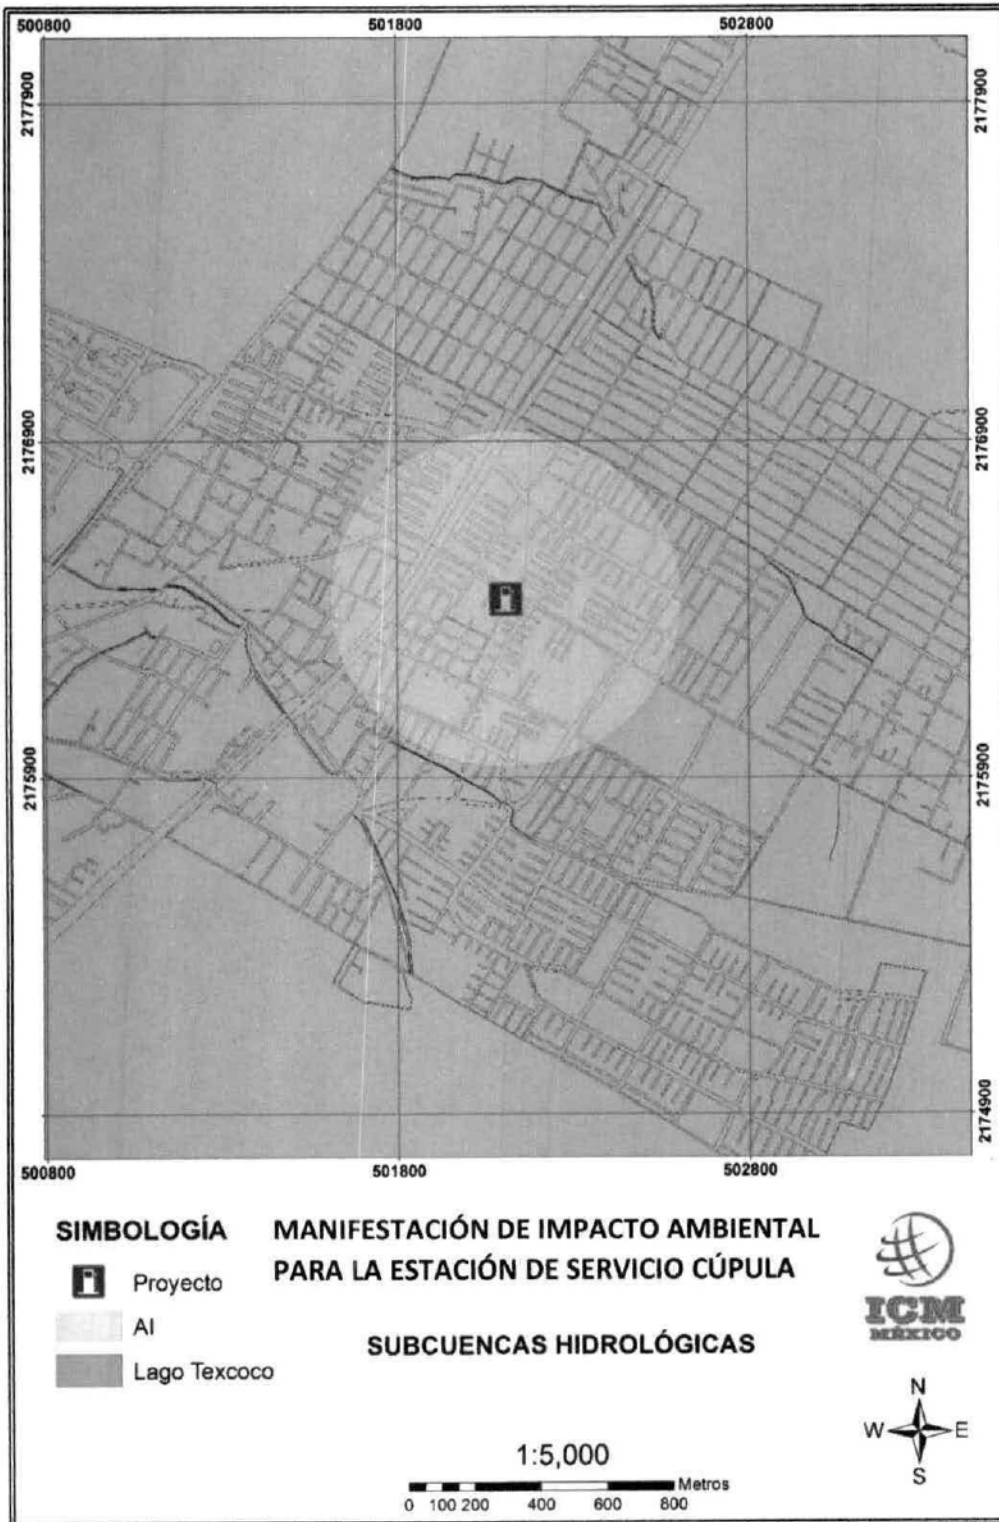 500800 501800 502800
2177900 2177900
2176900 2176900
2175900 2175900
2174900
500800 501800 502800
SIMBOLOGÍA
Proyecto
AI
Lago Texcoco
MANIFESTACIÓN DE IMPACTO AMBIENTAL
PARA LA ESTACIÓN DE SERVICIO CÚPULA
SUBCUENCAS HIDROLÓGICAS
ICM
MÉXICO
N
W E
S
1:5,000
Metros
0 100 200 400 600 800